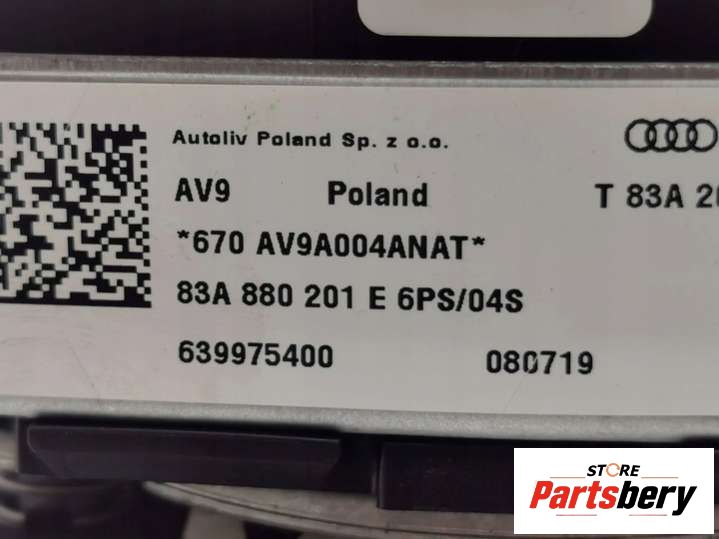 Autoliv Poland Sp. z o.o.
AV9 Poland T 83A
*670 AV9A004ANAT*
83A 880 201 E 6PS/04S
639975400 080719
STORE
Partsbery